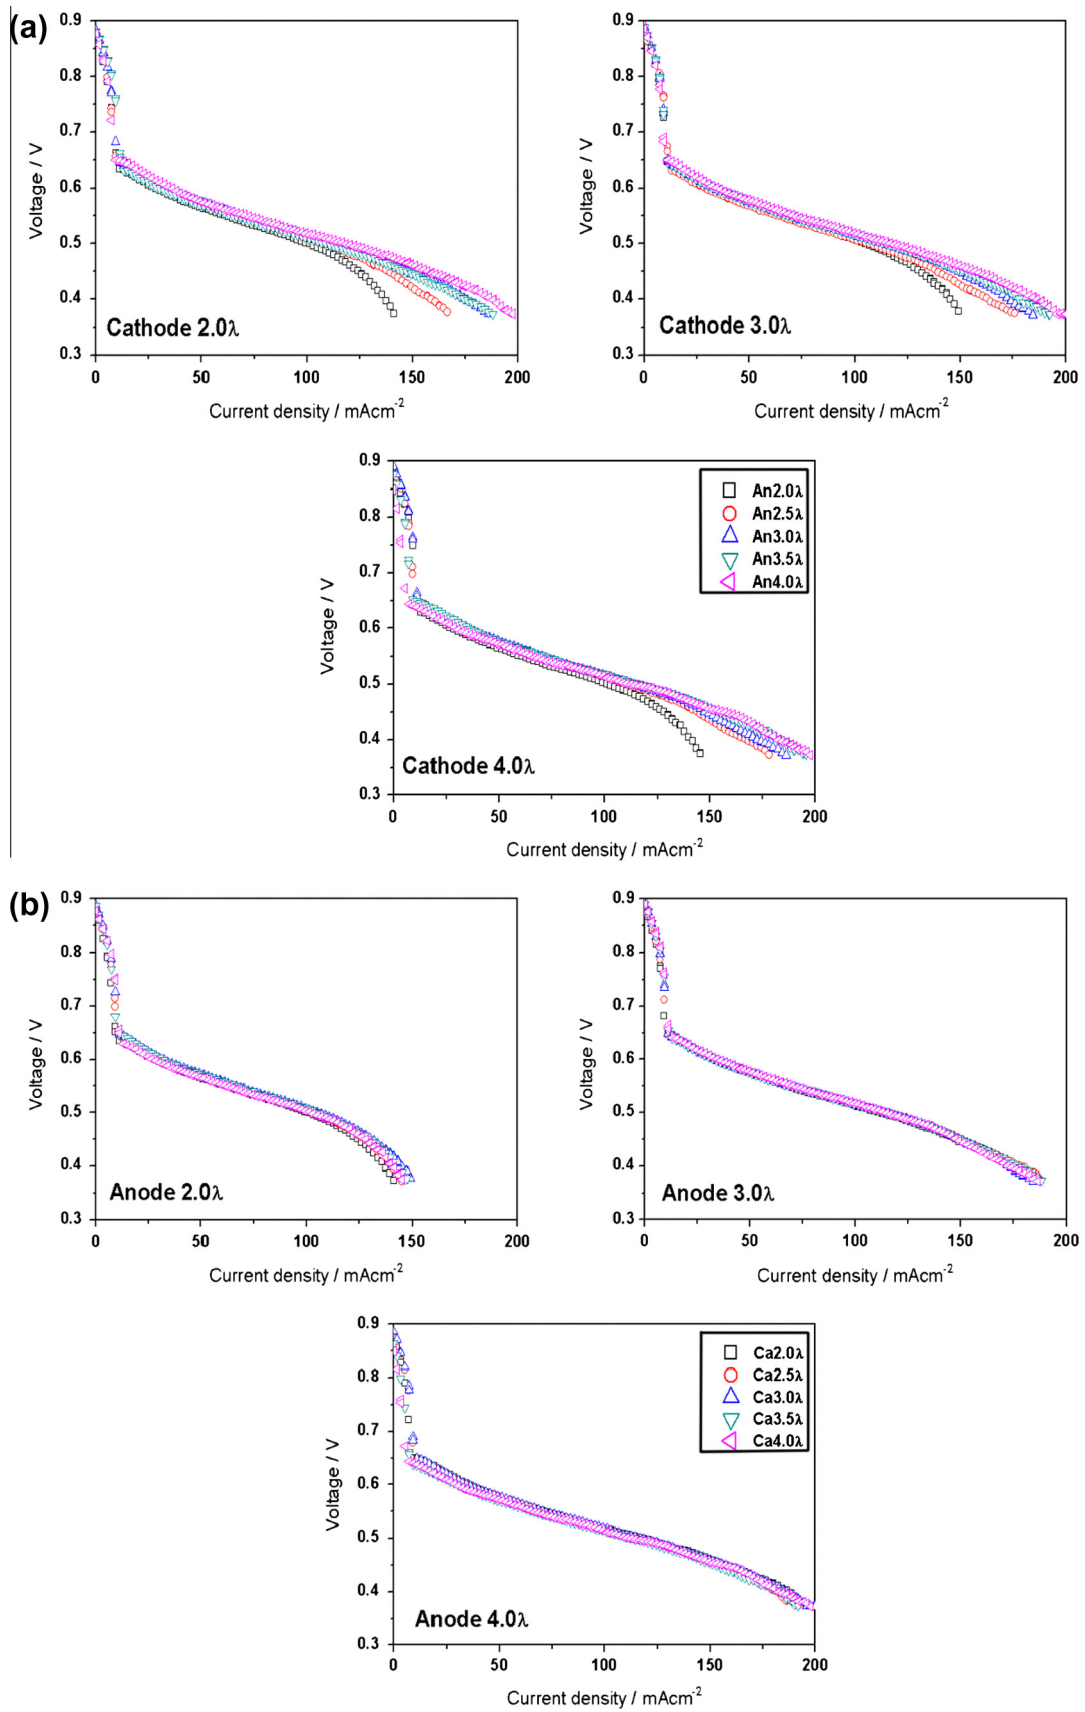 (a)
0.9
0.8
0.7
0.6
0.5
0.4
0.3
Voltage / V
Cathode 2.0λ
0 50 100 150 200
Current density / mAcm⁻²
0.9
0.8
0.7
0.6
0.5
0.4
0.3
Voltage / V
Cathode 3.0λ
0 50 100 150 200
Current density / mAcm⁻²
0.9
0.8
0.7
0.6
0.5
0.4
0.3
Voltage / V
An2.0λ
An2.5λ
An3.0λ
An3.5λ
An4.0λ
Cathode 4.0λ
0 50 100 150 200
Current density / mAcm⁻²
(b)
0.9
0.8
0.7
0.6
0.5
0.4
0.3
Voltage / V
Anode 2.0λ
0 50 100 150 200
Current density / mAcm⁻²
0.9
0.8
0.7
0.6
0.5
0.4
0.3
Voltage / V
Anode 3.0λ
0 50 100 150 200
Current density / mAcm⁻²
0.9
0.8
0.7
0.6
0.5
0.4
0.3
Voltage / V
Ca2.0λ
Ca2.5λ
Ca3.0λ
Ca3.5λ
Ca4.0λ
Anode 4.0λ
0 50 100 150 200
Current density / mAcm⁻²